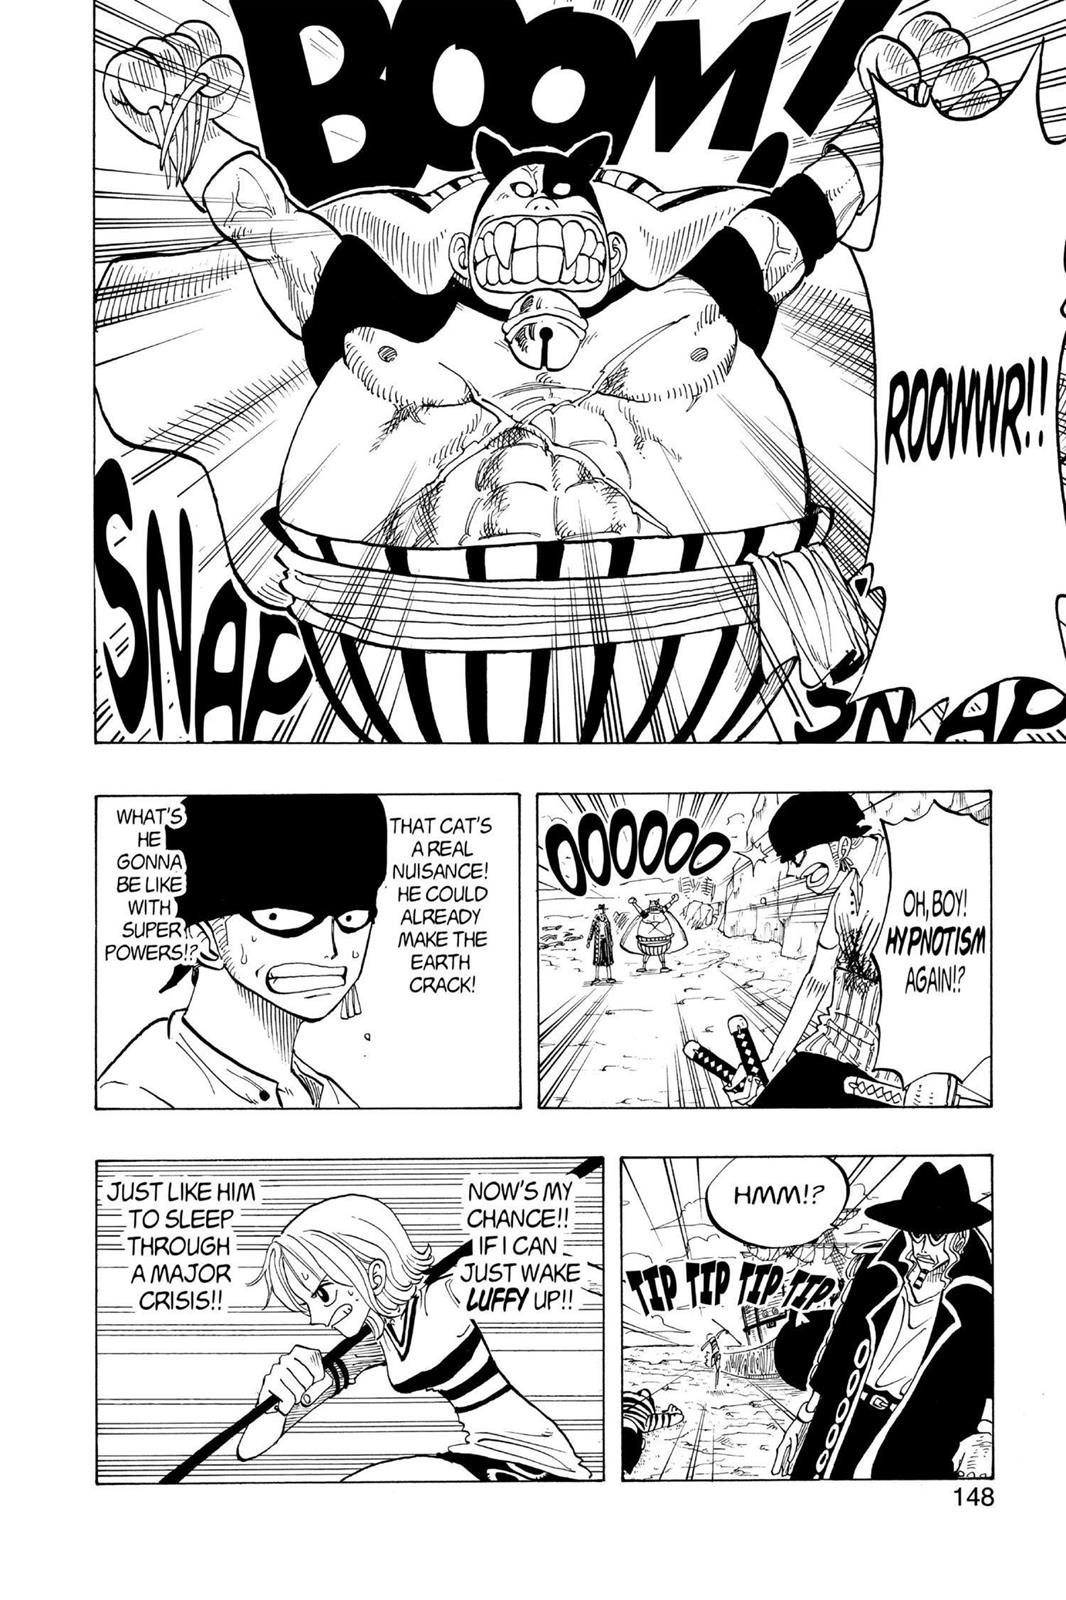 BOOM!
ROOWWWR!!
SNAP
SNAP
OH, BOY!
HYPNOTISM
AGAIN!?
OOOOOO
THAT CAT'S
A REAL
NUISANCE!
HE COULD
ALREADY
MAKE THE
EARTH
CRACK!
WHAT'S
HE
GONNA
BE LIKE
WITH
SUPER
POWERS!?
HMM!?
TIP TIP TIP TIP
NOW'S MY
CHANCE!!
IF I CAN
JUST WAKE
LUFFY UP!!
JUST LIKE HIM
TO SLEEP
THROUGH
A MAJOR
CRISIS!!
148